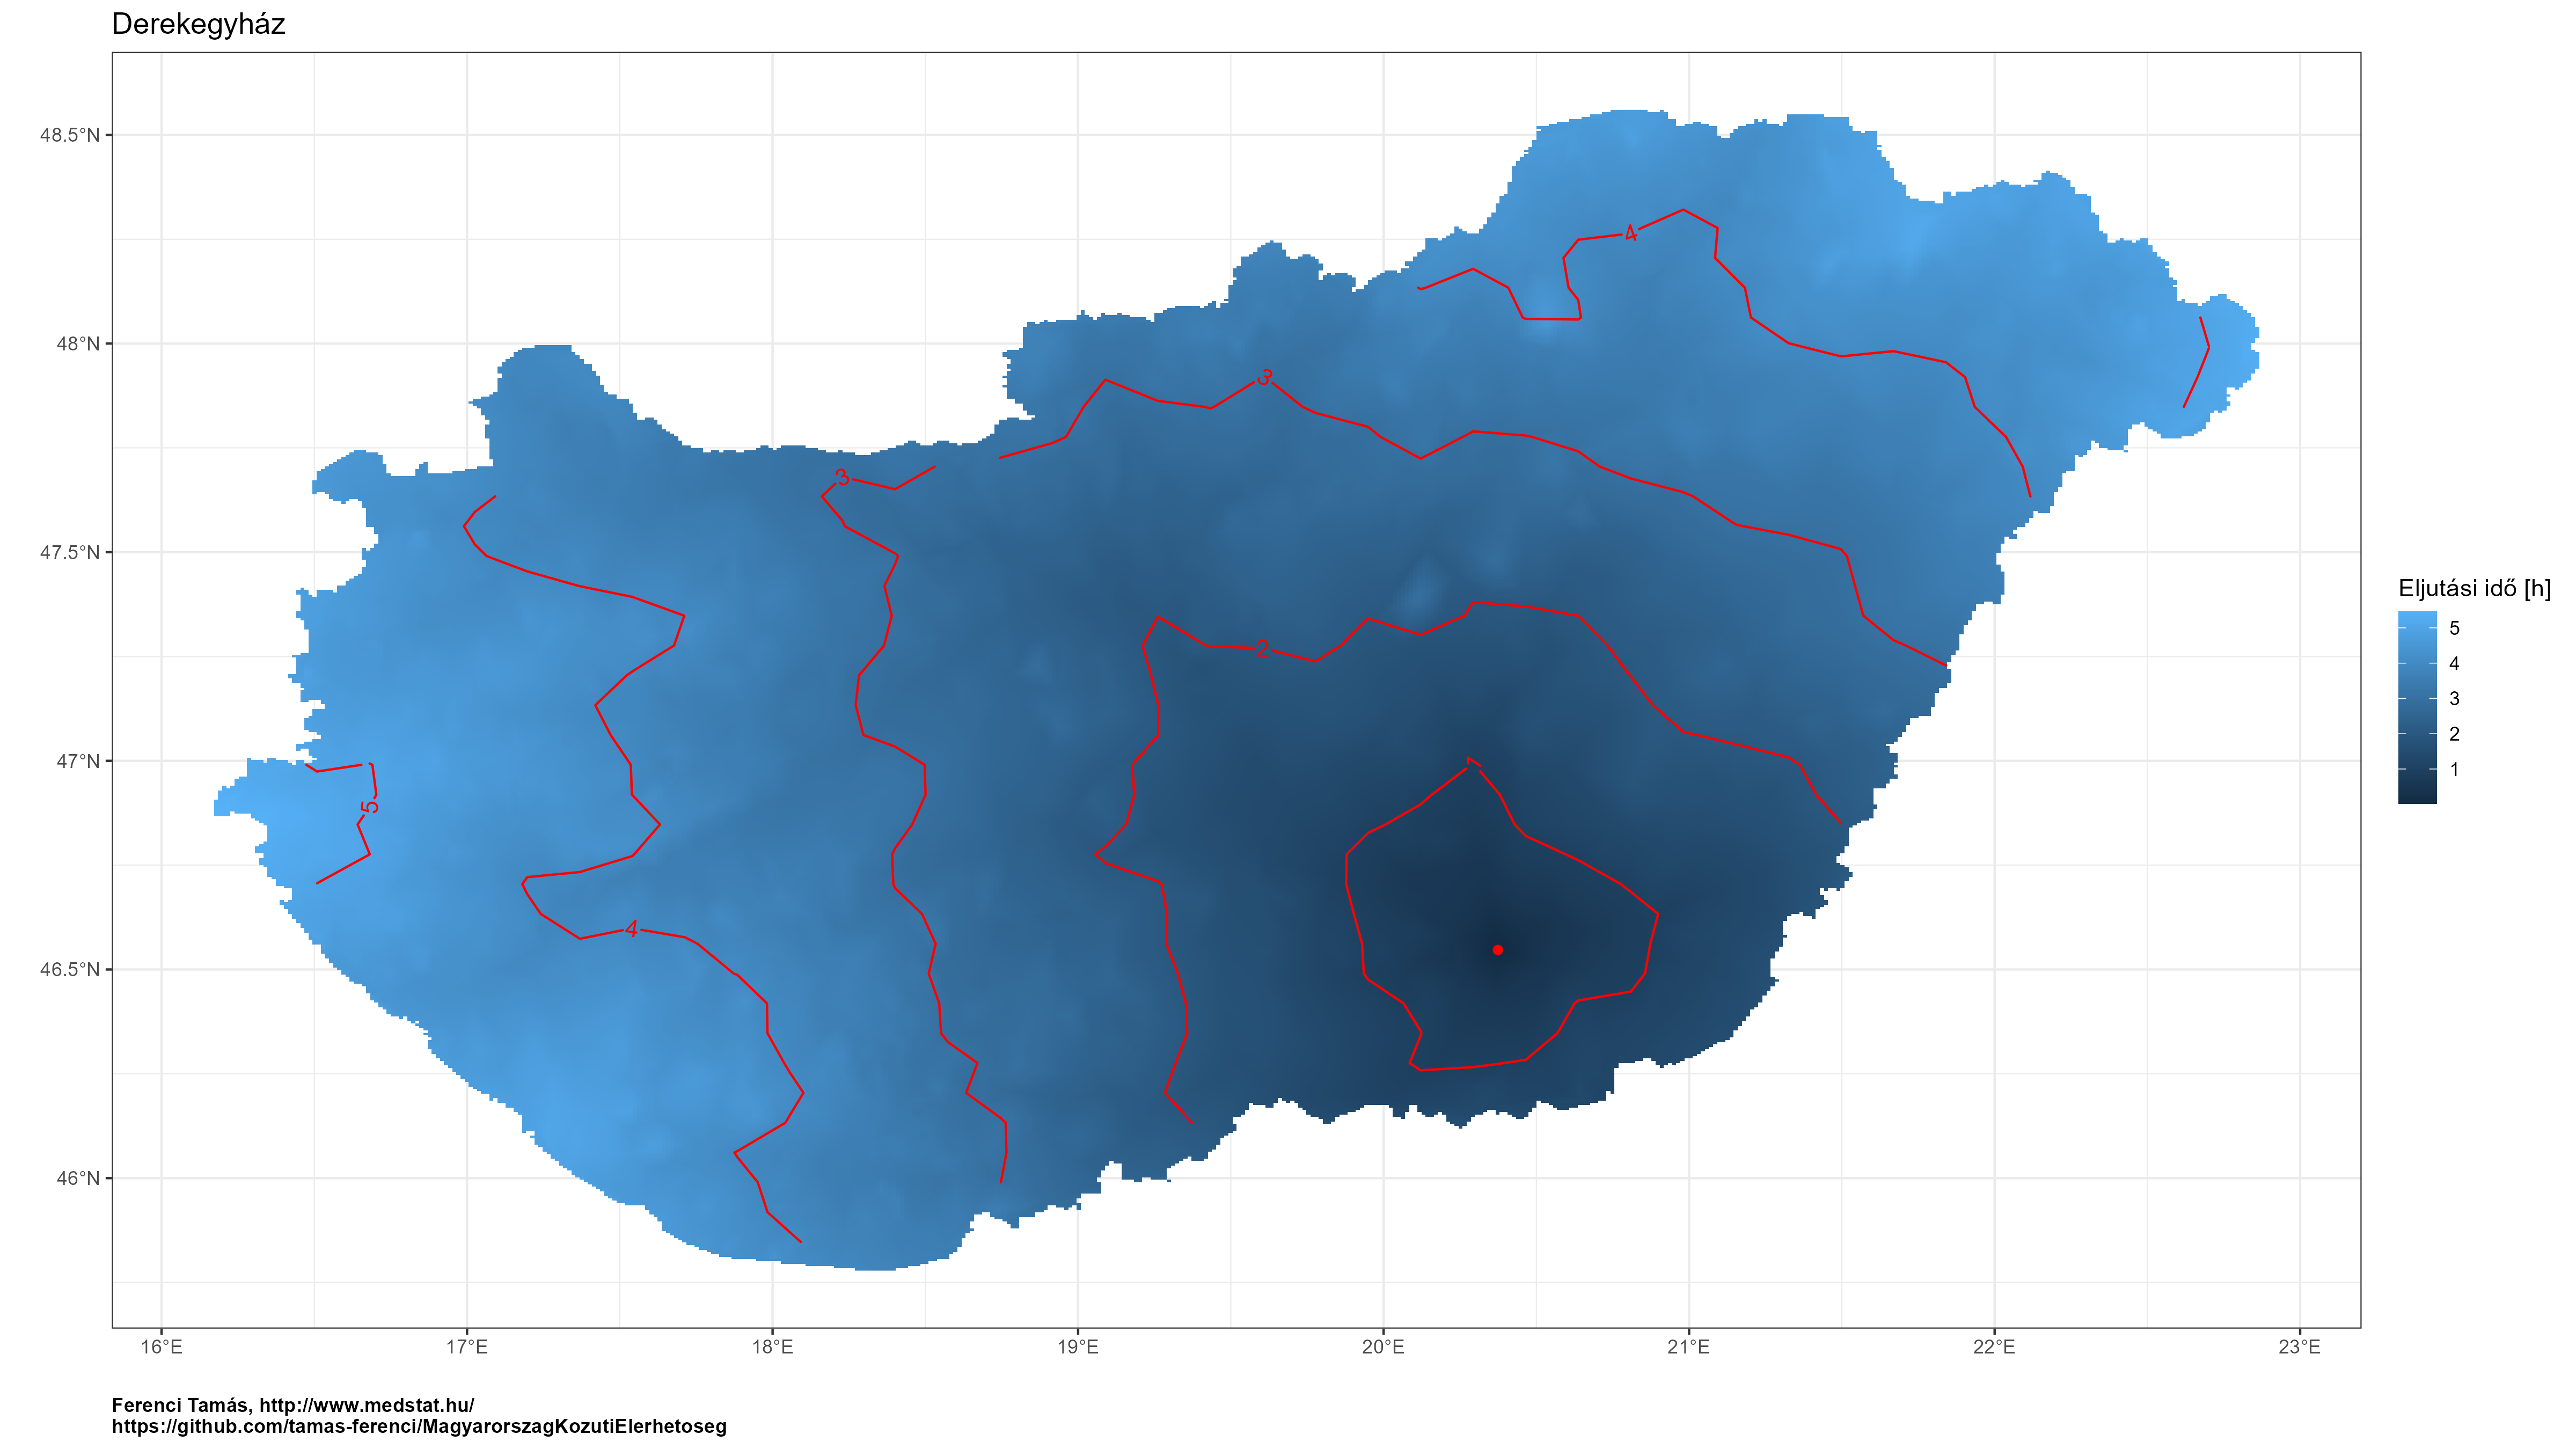 Derekegyház
48.5°N
48°N
47.5°N
47°N
46.5°N
46°N
4
3
3
2
1
5
4
16°E
17°E
18°E
19°E
20°E
21°E
22°E
23°E
Eljutási idő [h]
5
4
3
2
1
Ferenci Tamás, http://www.medstat.hu/
https://github.com/tamas-ferenci/MagyarorszagKozutiElerhetoseg